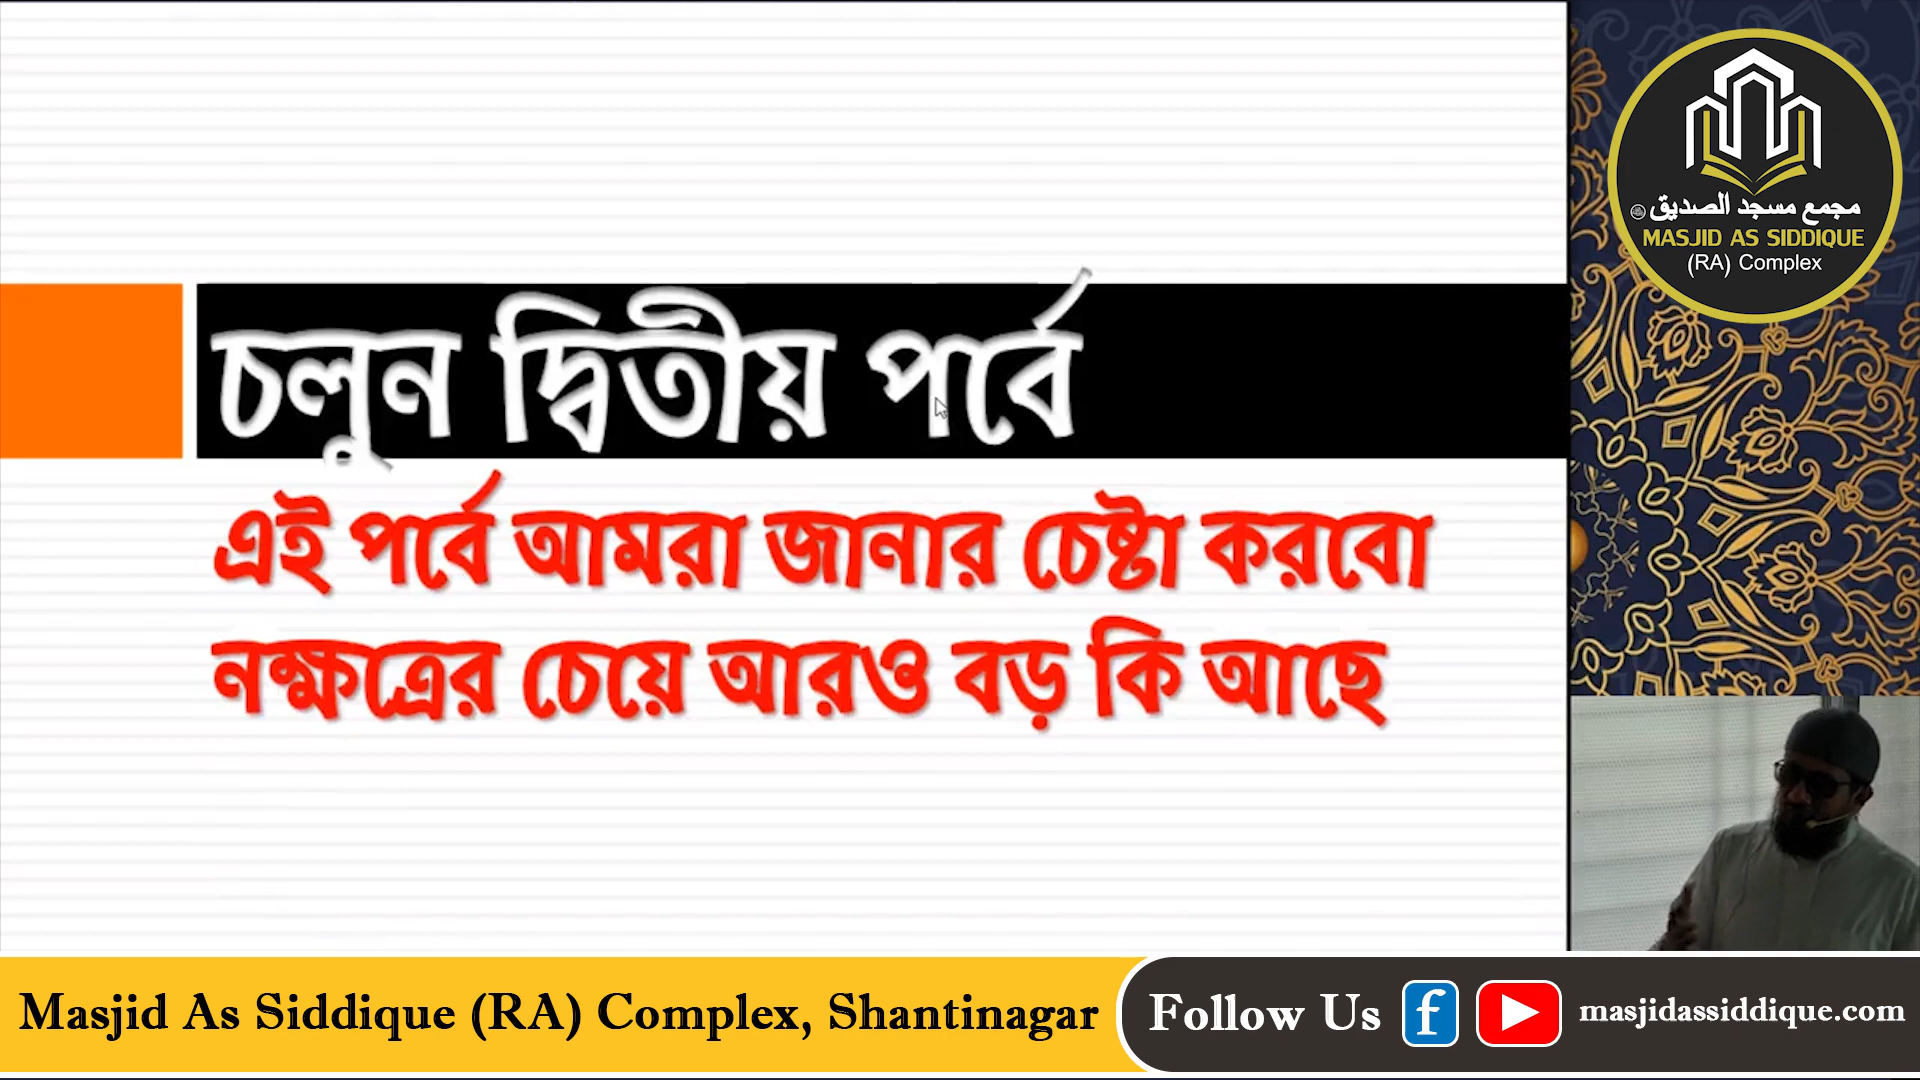 চলুন দ্বিতীয় পর্বে
এই পর্বে আমরা জানার চেষ্টা করবো
নক্ষত্রের চেয়ে আরও বড় কি আছে
مجمع مسجد الصديق
MASJID AS SIDDIQUE
(RA) Complex
Masjid As Siddique (RA) Complex, Shantinagar
Follow Us
masjidassiddique.com